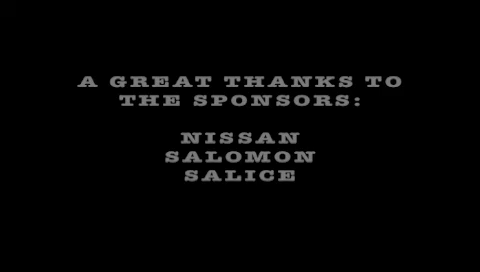 A GREAT THANKS TO
THE SPONSORS:
NISSAN
SALOMON
SALICE